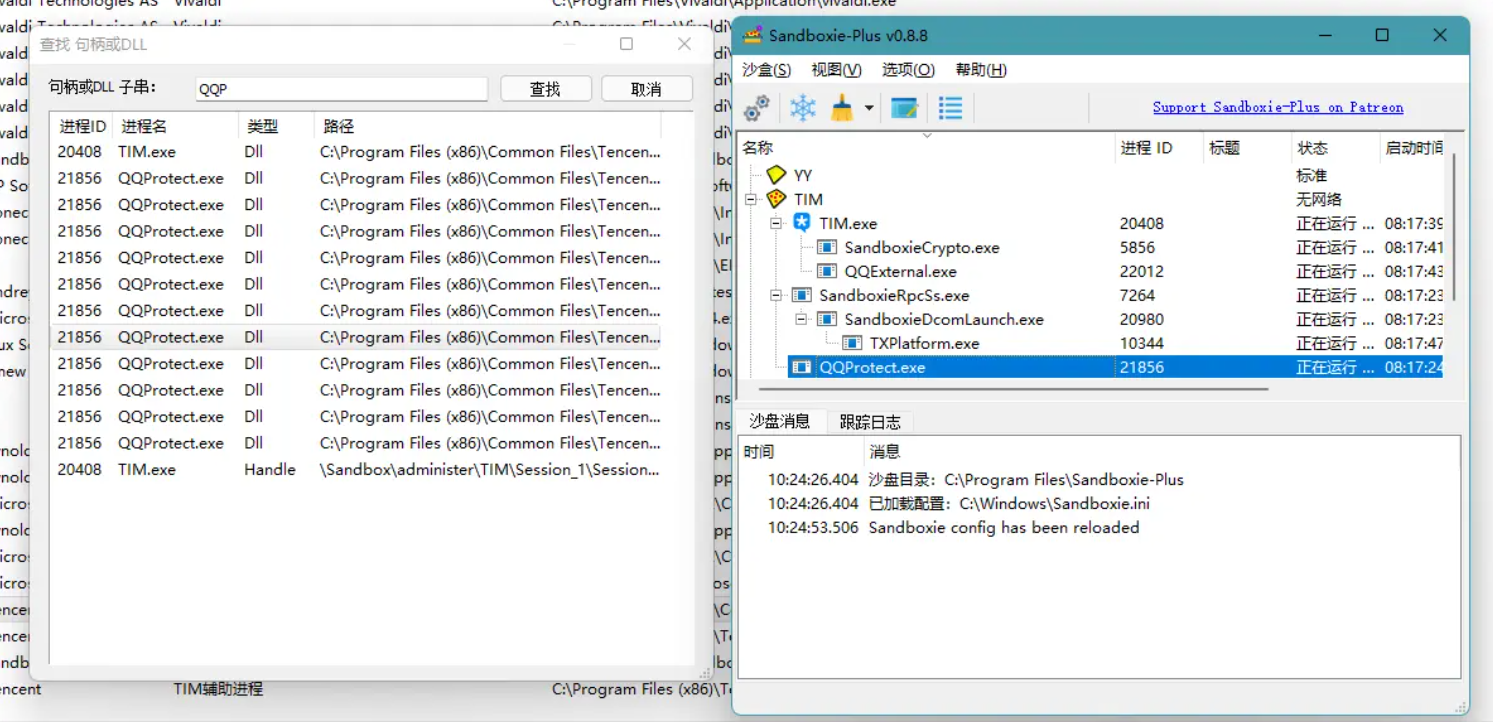 valdi Technologies AS Vivaldi C:\Program Files\Vivaldi\Application\vivaldi.exe
查找 句柄或DLL
句柄或DLL 子串： QQP 查找 取消
进程ID 进程名 类型 路径
20408 TIM.exe Dll C:\Program Files (x86)\Common Files\Tencen...
21856 QQProtect.exe Dll C:\Program Files (x86)\Common Files\Tencen...
21856 QQProtect.exe Dll C:\Program Files (x86)\Common Files\Tencen...
21856 QQProtect.exe Dll C:\Program Files (x86)\Common Files\Tencen...
21856 QQProtect.exe Dll C:\Program Files (x86)\Common Files\Tencen...
21856 QQProtect.exe Dll C:\Program Files (x86)\Common Files\Tencen...
21856 QQProtect.exe Dll C:\Program Files (x86)\Common Files\Tencen...
21856 QQProtect.exe Dll C:\Program Files (x86)\Common Files\Tencen...
21856 QQProtect.exe Dll C:\Program Files (x86)\Common Files\Tencen...
21856 QQProtect.exe Dll C:\Program Files (x86)\Common Files\Tencen...
21856 QQProtect.exe Dll C:\Program Files (x86)\Common Files\Tencen...
21856 QQProtect.exe Dll C:\Program Files (x86)\Common Files\Tencen...
20408 TIM.exe Handle \Sandbox\administer\TIM\Session_1\Session...
encent TIM辅助进程 C:\Program Files (x86)\T
Sandboxie-Plus v0.8.8
沙盒(S) 视图(V) 选项(O) 帮助(H)
Support Sandboxie-Plus on Patreon
名称 进程 ID 标题 状态 启动时间
YY 标准
TIM 无网络
TIM.exe 20408 正在运行 ... 08:17:39
SandboxieCrypto.exe 5856 正在运行 ... 08:17:41
QQExternal.exe 22012 正在运行 ... 08:17:43
SandboxieRpcSs.exe 7264 正在运行 ... 08:17:23
SandboxieDcomLaunch.exe 20980 正在运行 ... 08:17:23
TXPlatform.exe 10344 正在运行 ... 08:17:47
QQProtect.exe 21856 正在运行 ... 08:17:24
沙盘消息 跟踪日志
时间 消息
10:24:26.404 沙盘目录：C:\Program Files\Sandboxie-Plus
10:24:26.404 已加载配置：C:\Windows\Sandboxie.ini
10:24:53.506 Sandboxie config has been reloaded